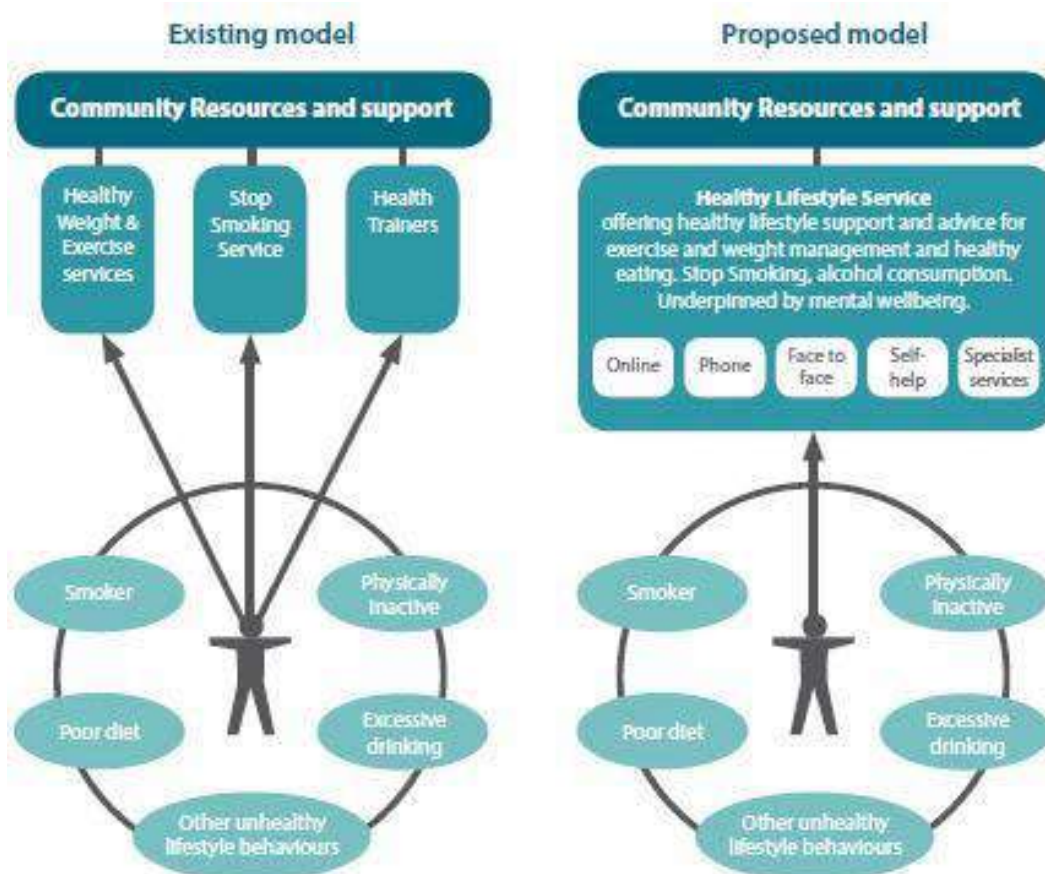 Existing model
Community Resources and support
Healthy
Weight &
Exercise
services
Stop
Smoking
Service
Health
Trainers
Smoker
Physically
inactive
Poor diet
Excessive
drinking
Other unhealthy
lifestyle behaviours
Proposed model
Community Resources and support
Healthy Lifestyle Service
offering healthy lifestyle support and advice for
exercise and weight management and healthy
eating. Stop Smoking, alcohol consumption.
Underpinned by mental wellbeing.
Online
Phone
Face to
face
Self-
help
Specialist
services
Smoker
Physically
inactive
Poor diet
Excessive
drinking
Other unhealthy
lifestyle behaviours